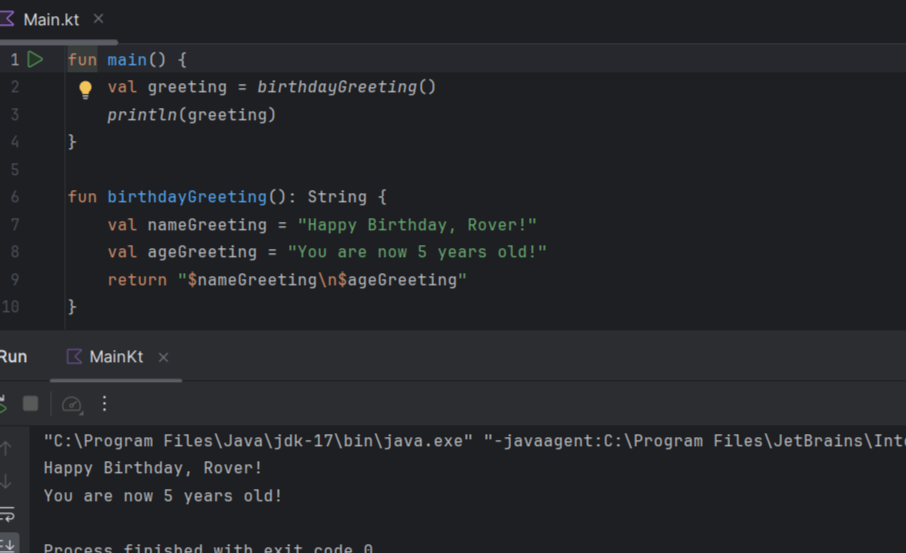 Main.kt ×
1 fun main() {
2 val greeting = birthdayGreeting()
3 println(greeting)
4 }
5
6 fun birthdayGreeting(): String {
7 val nameGreeting = "Happy Birthday, Rover!"
8 val ageGreeting = "You are now 5 years old!"
9 return "$nameGreeting\n$ageGreeting"
10 }
Run MainKt ×
"C:\Program Files\Java\jdk-17\bin\java.exe" "-javaagent:C:\Program Files\JetBrains\Inte
Happy Birthday, Rover!
You are now 5 years old!
Process finished with exit code 0